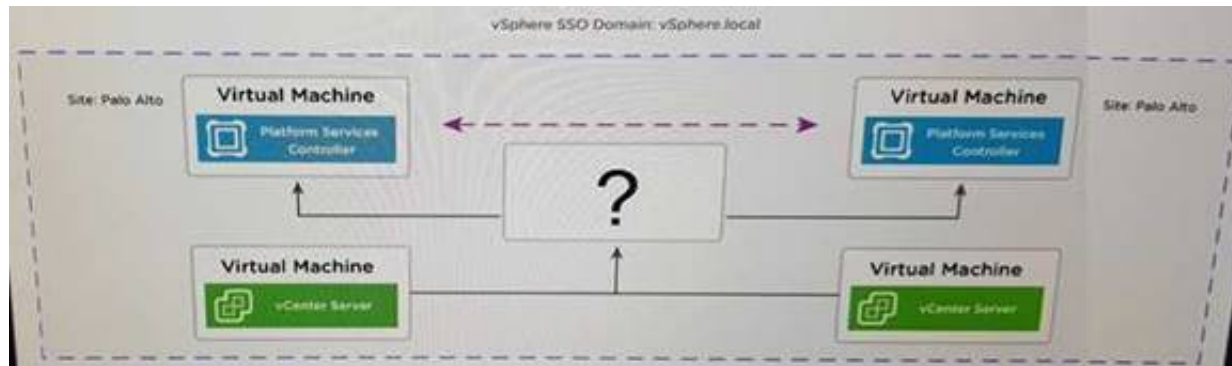 vSphere SSO Domain: vSphere.local
Site: Palo Alto
Virtual Machine
Platform Services
Controller
Virtual Machine
Platform Services
Controller
Site: Palo Alto
?
Virtual Machine
vCenter Server
Virtual Machine
vCenter Server